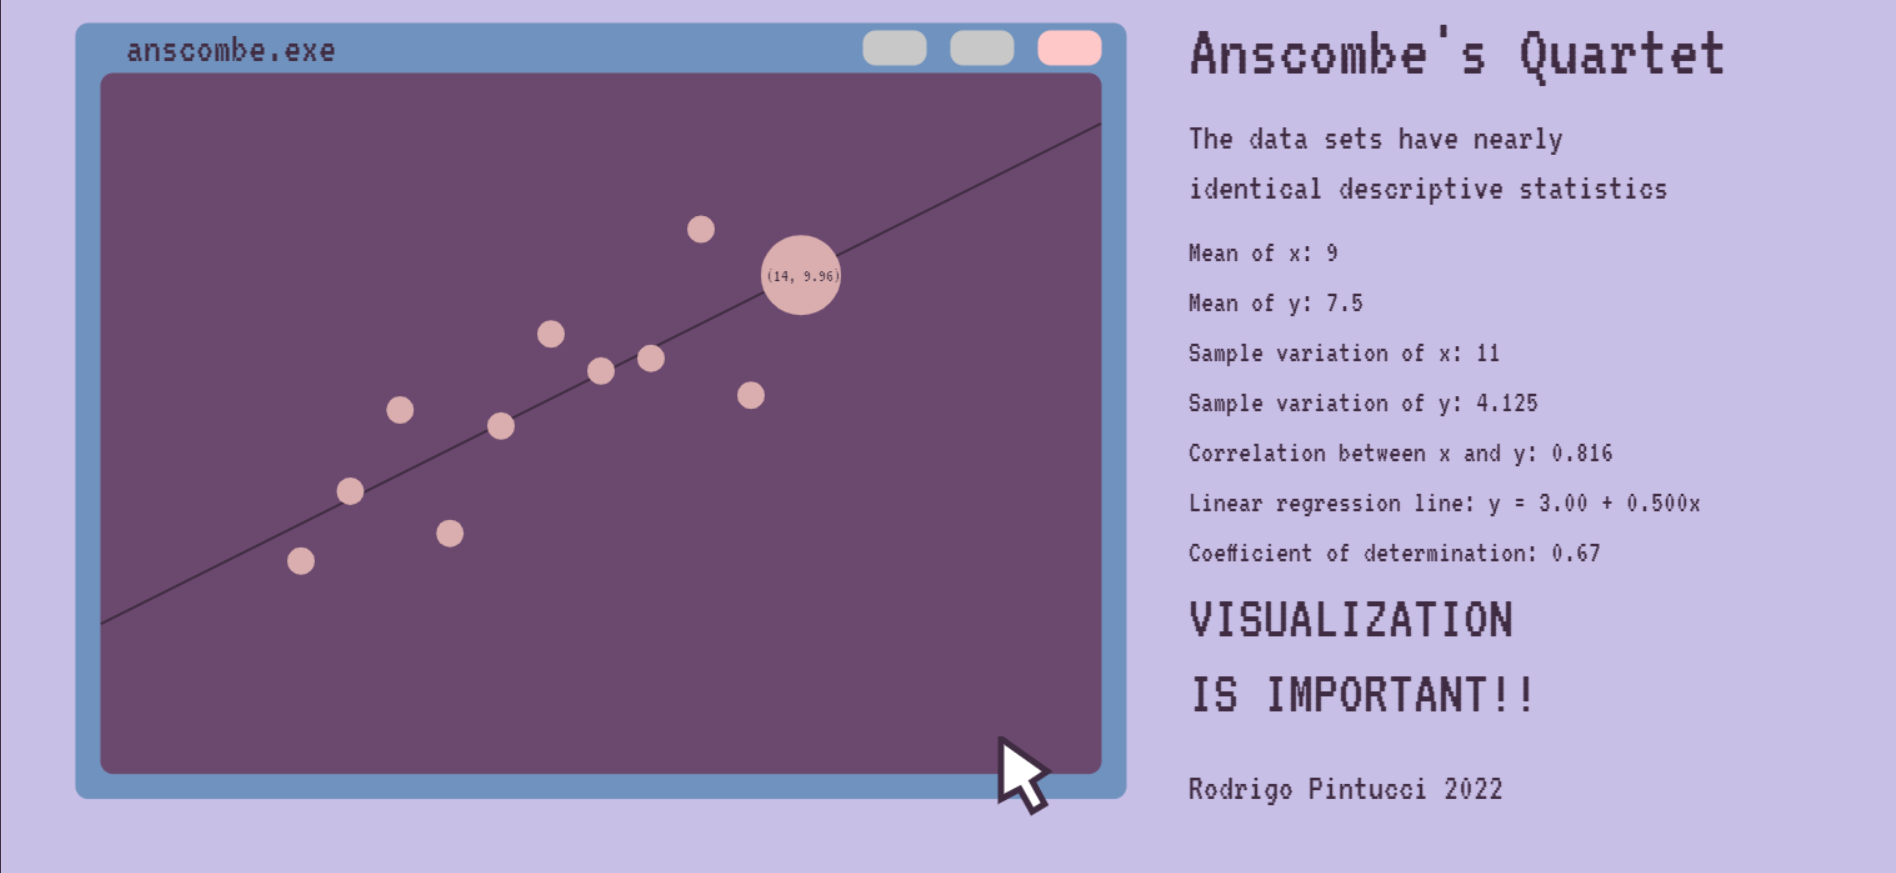 anscombe.exe
(14, 9.96)
Anscombe's Quartet
The data sets have nearly
identical descriptive statistics
Mean of x: 9
Mean of y: 7.5
Sample variation of x: 11
Sample variation of y: 4.125
Correlation between x and y: 0.816
Linear regression line: y = 3.00 + 0.500x
Coefficient of determination: 0.67
VISUALIZATION
IS IMPORTANT!!
Rodrigo Pintucci 2022